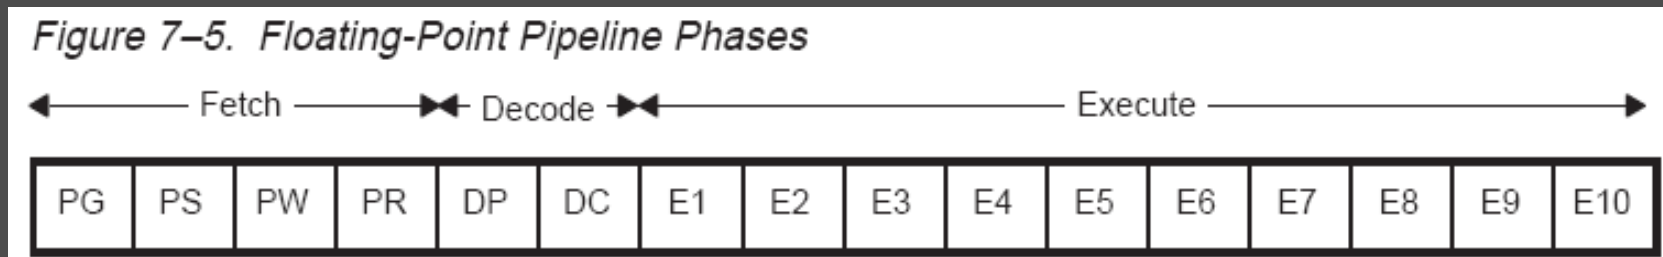 Figure 7–5. Floating-Point Pipeline Phases
Fetch Decode Execute
PG PS PW PR DP DC E1 E2 E3 E4 E5 E6 E7 E8 E9 E10